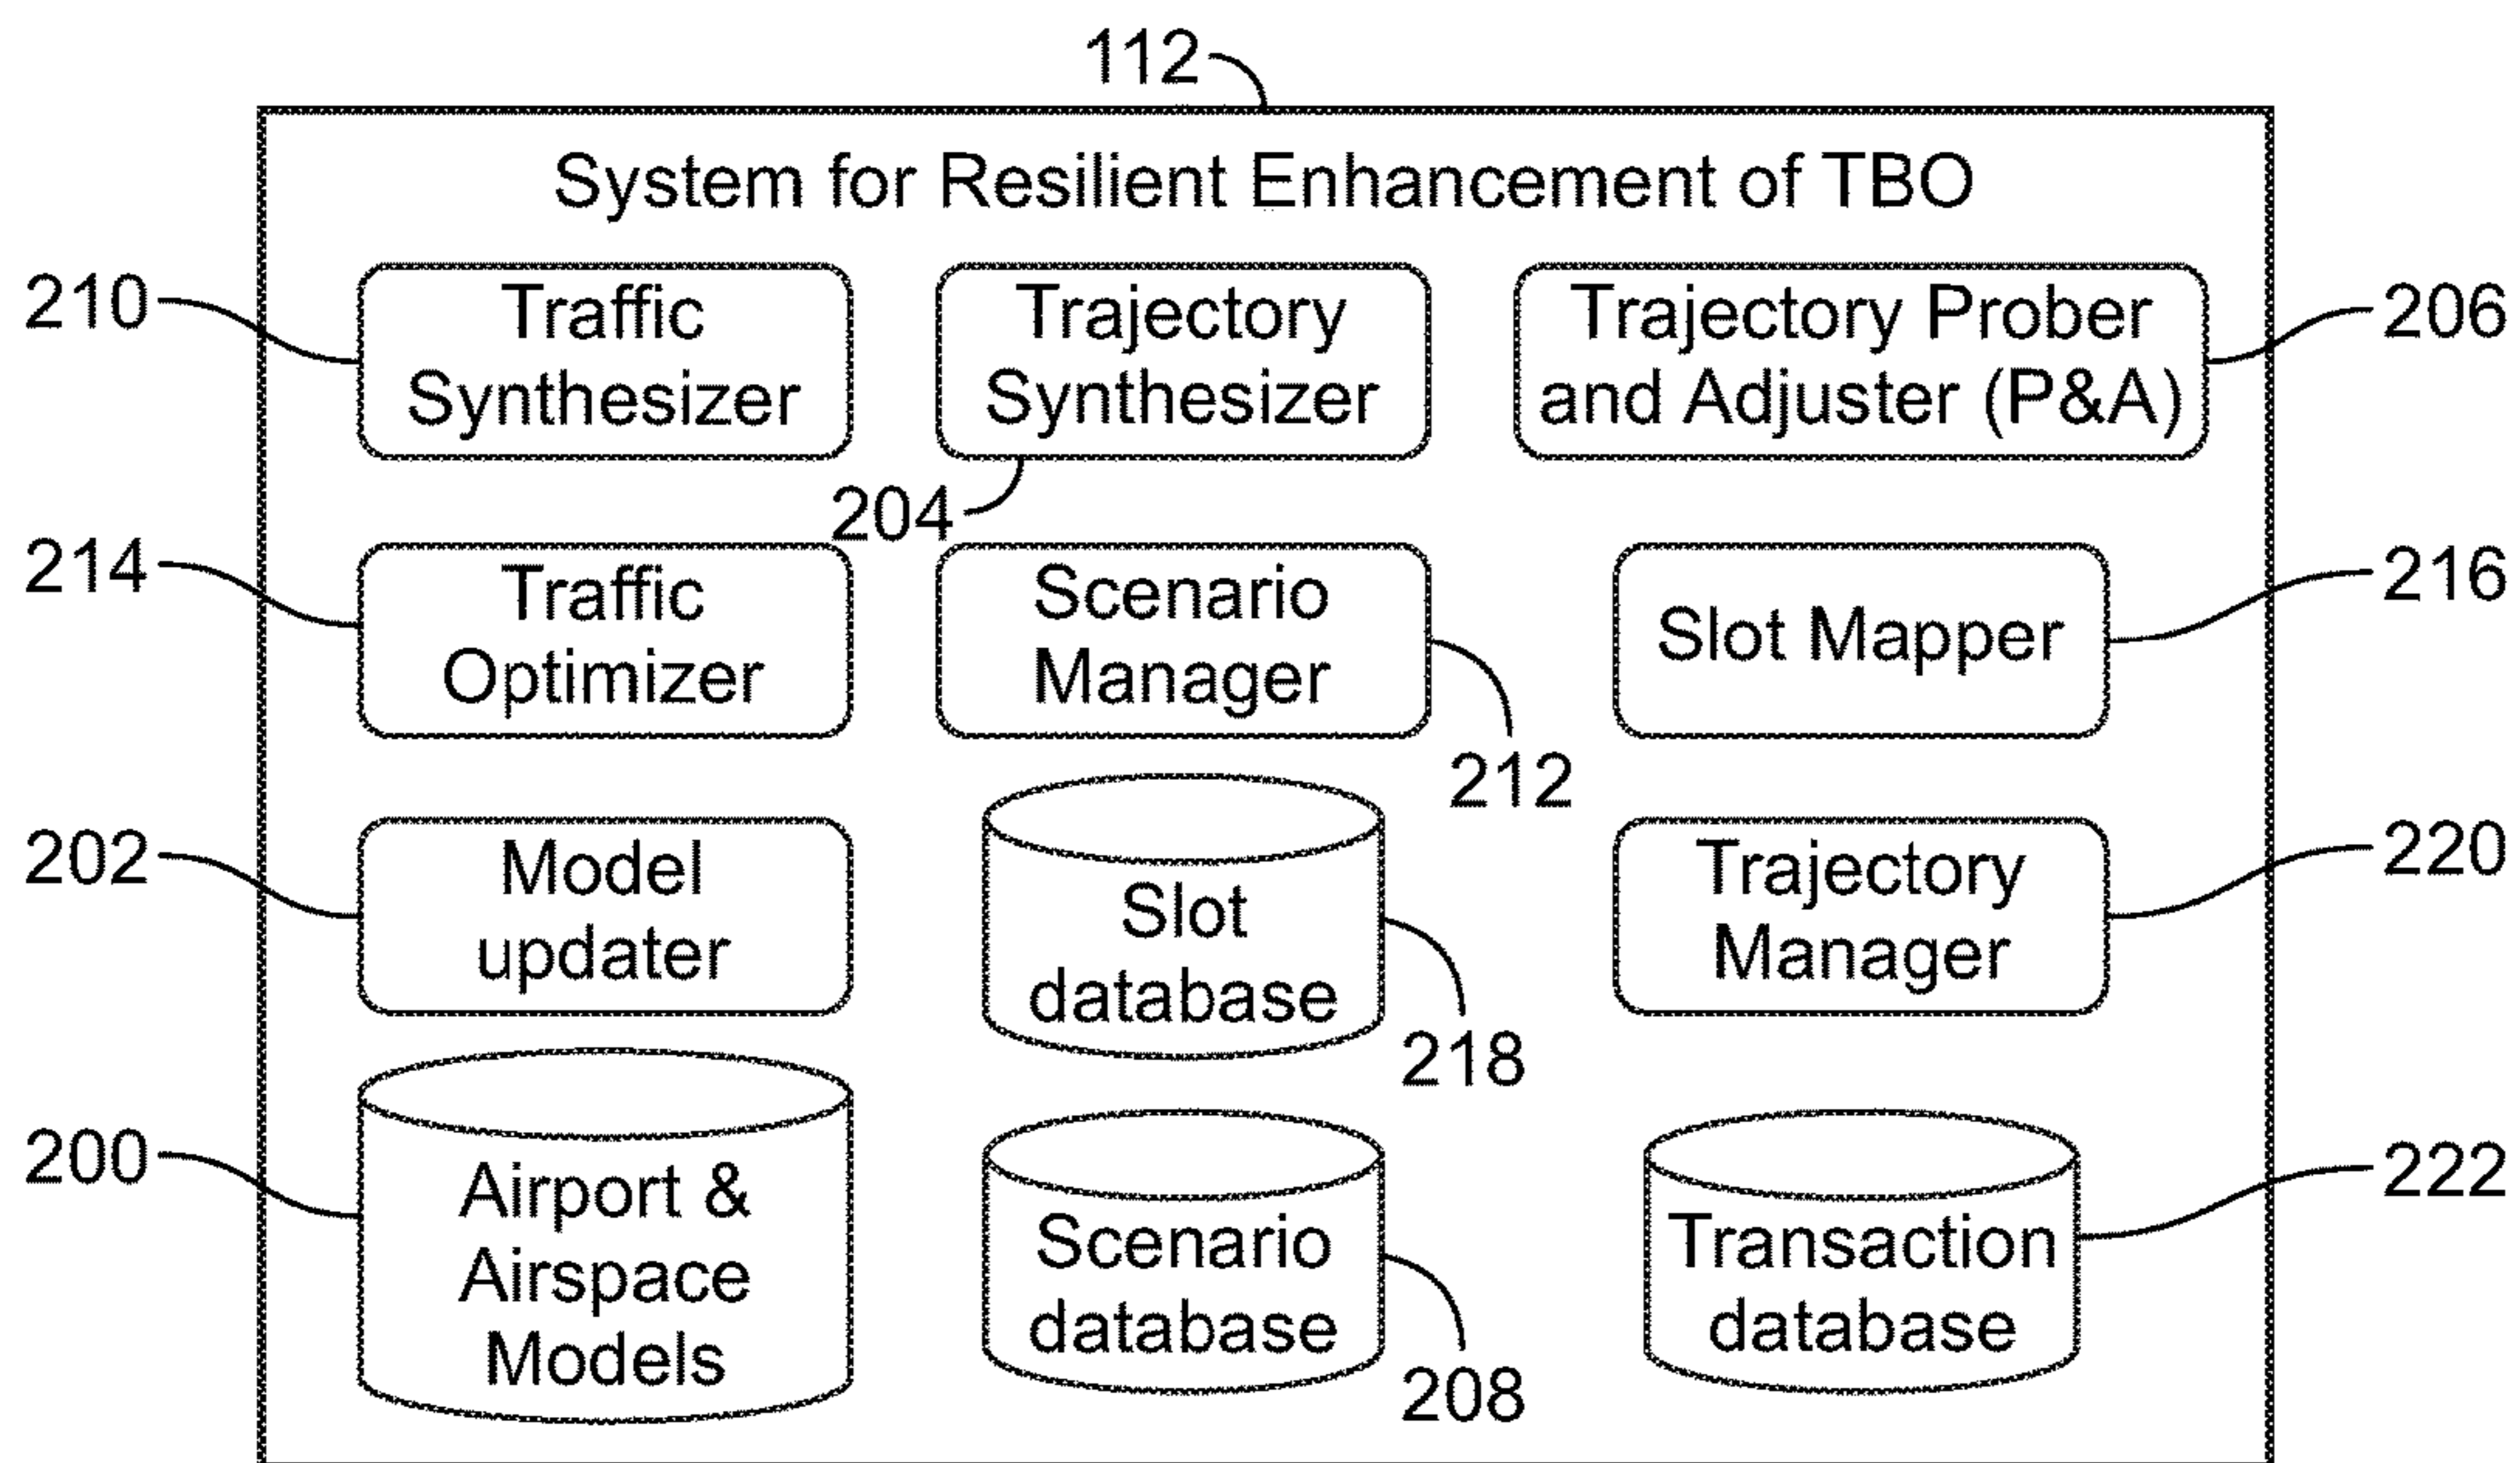 112
System for Resilient Enhancement of TBO
210
Traffic
Synthesizer
Trajectory
Synthesizer
204
Trajectory Prober
and Adjuster (P&A)
206
214
Traffic
Optimizer
Scenario
Manager
212
Slot Mapper
216
202
Model
updater
Slot
database
218
Trajectory
Manager
220
200
Airport &
Airspace
Models
Scenario
database
208
Transaction
database
222